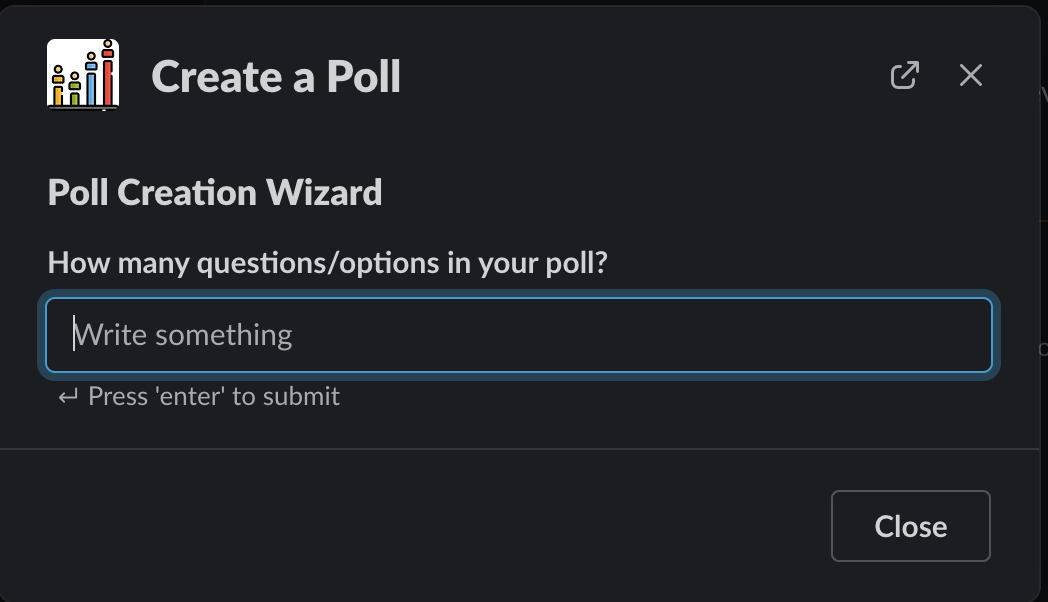 Create a Poll
Poll Creation Wizard
How many questions/options in your poll?
Write something
↵ Press 'enter' to submit
Close